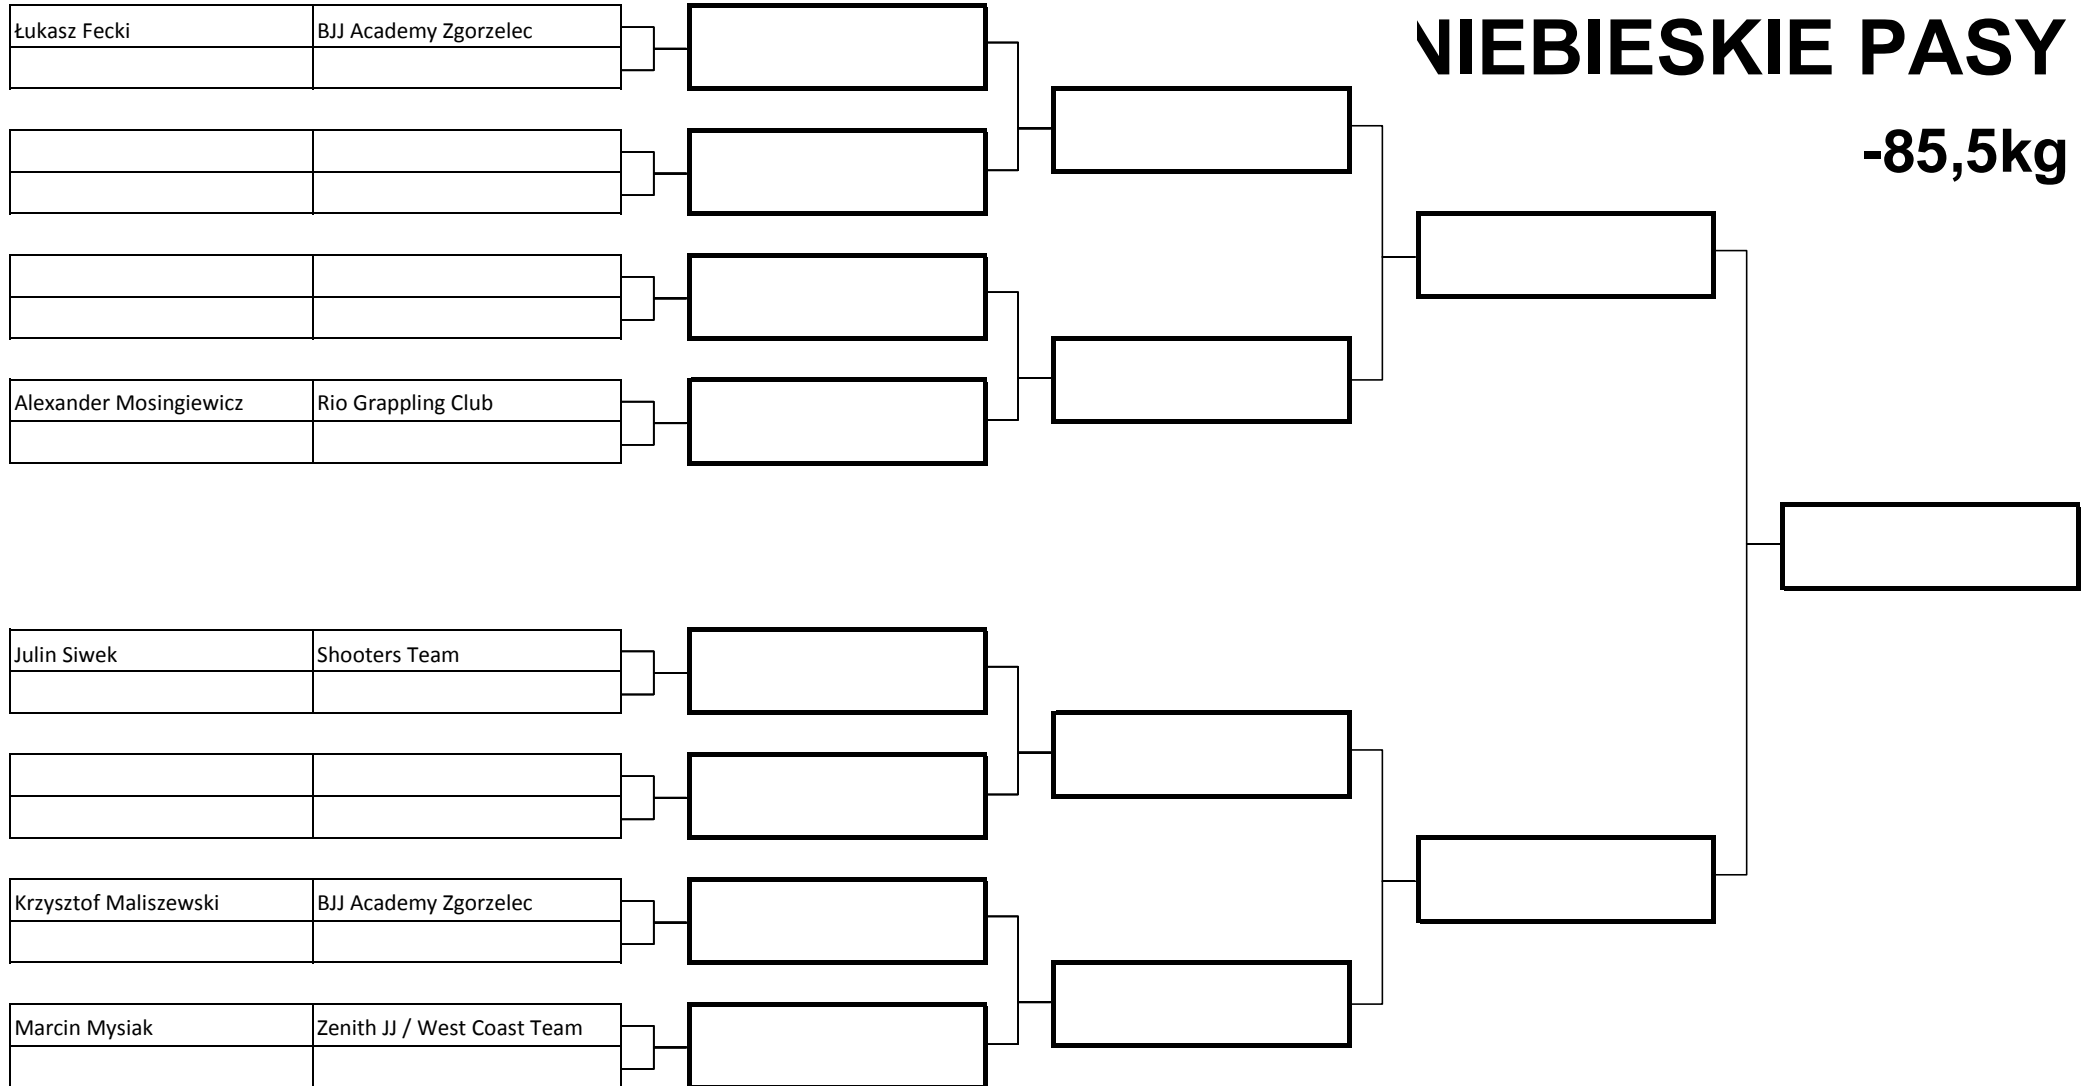 NIEBIESKIE PASY
-85,5kg
Łukasz Fecki BJJ Academy Zgorzelec
Alexander Mosingiewicz Rio Grappling Club
Julin Siwek Shooters Team
Krzysztof Maliszewski BJJ Academy Zgorzelec
Marcin Mysiak Zenith JJ / West Coast Team